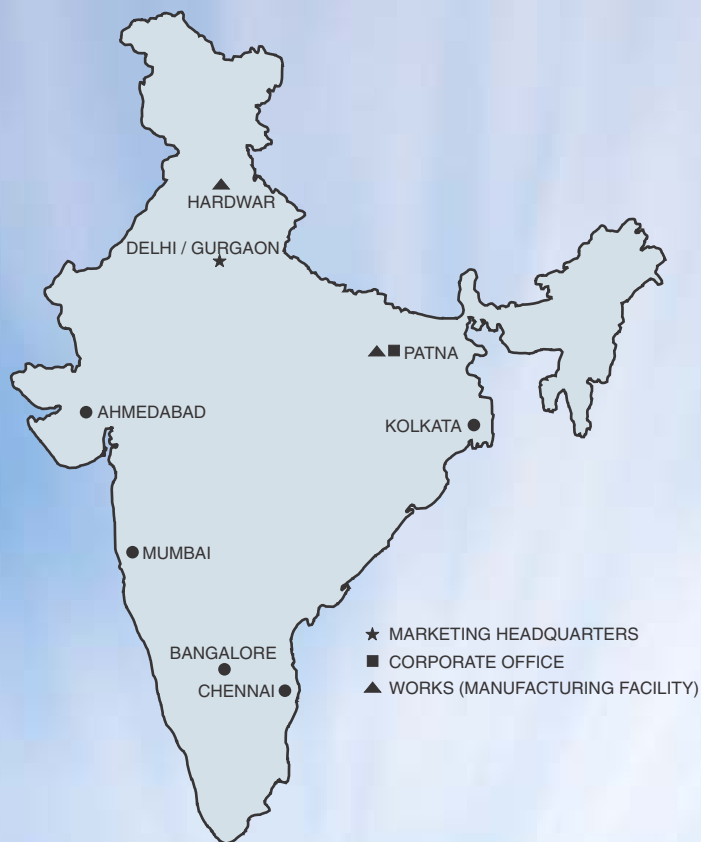 HARDWAR
DELHI / GURGAON
PATNA
AHMEDABAD
KOLKATA
MUMBAI
BANGALORE
CHENNAI
MARKETING HEADQUARTERS
CORPORATE OFFICE
WORKS (MANUFACTURING FACILITY)